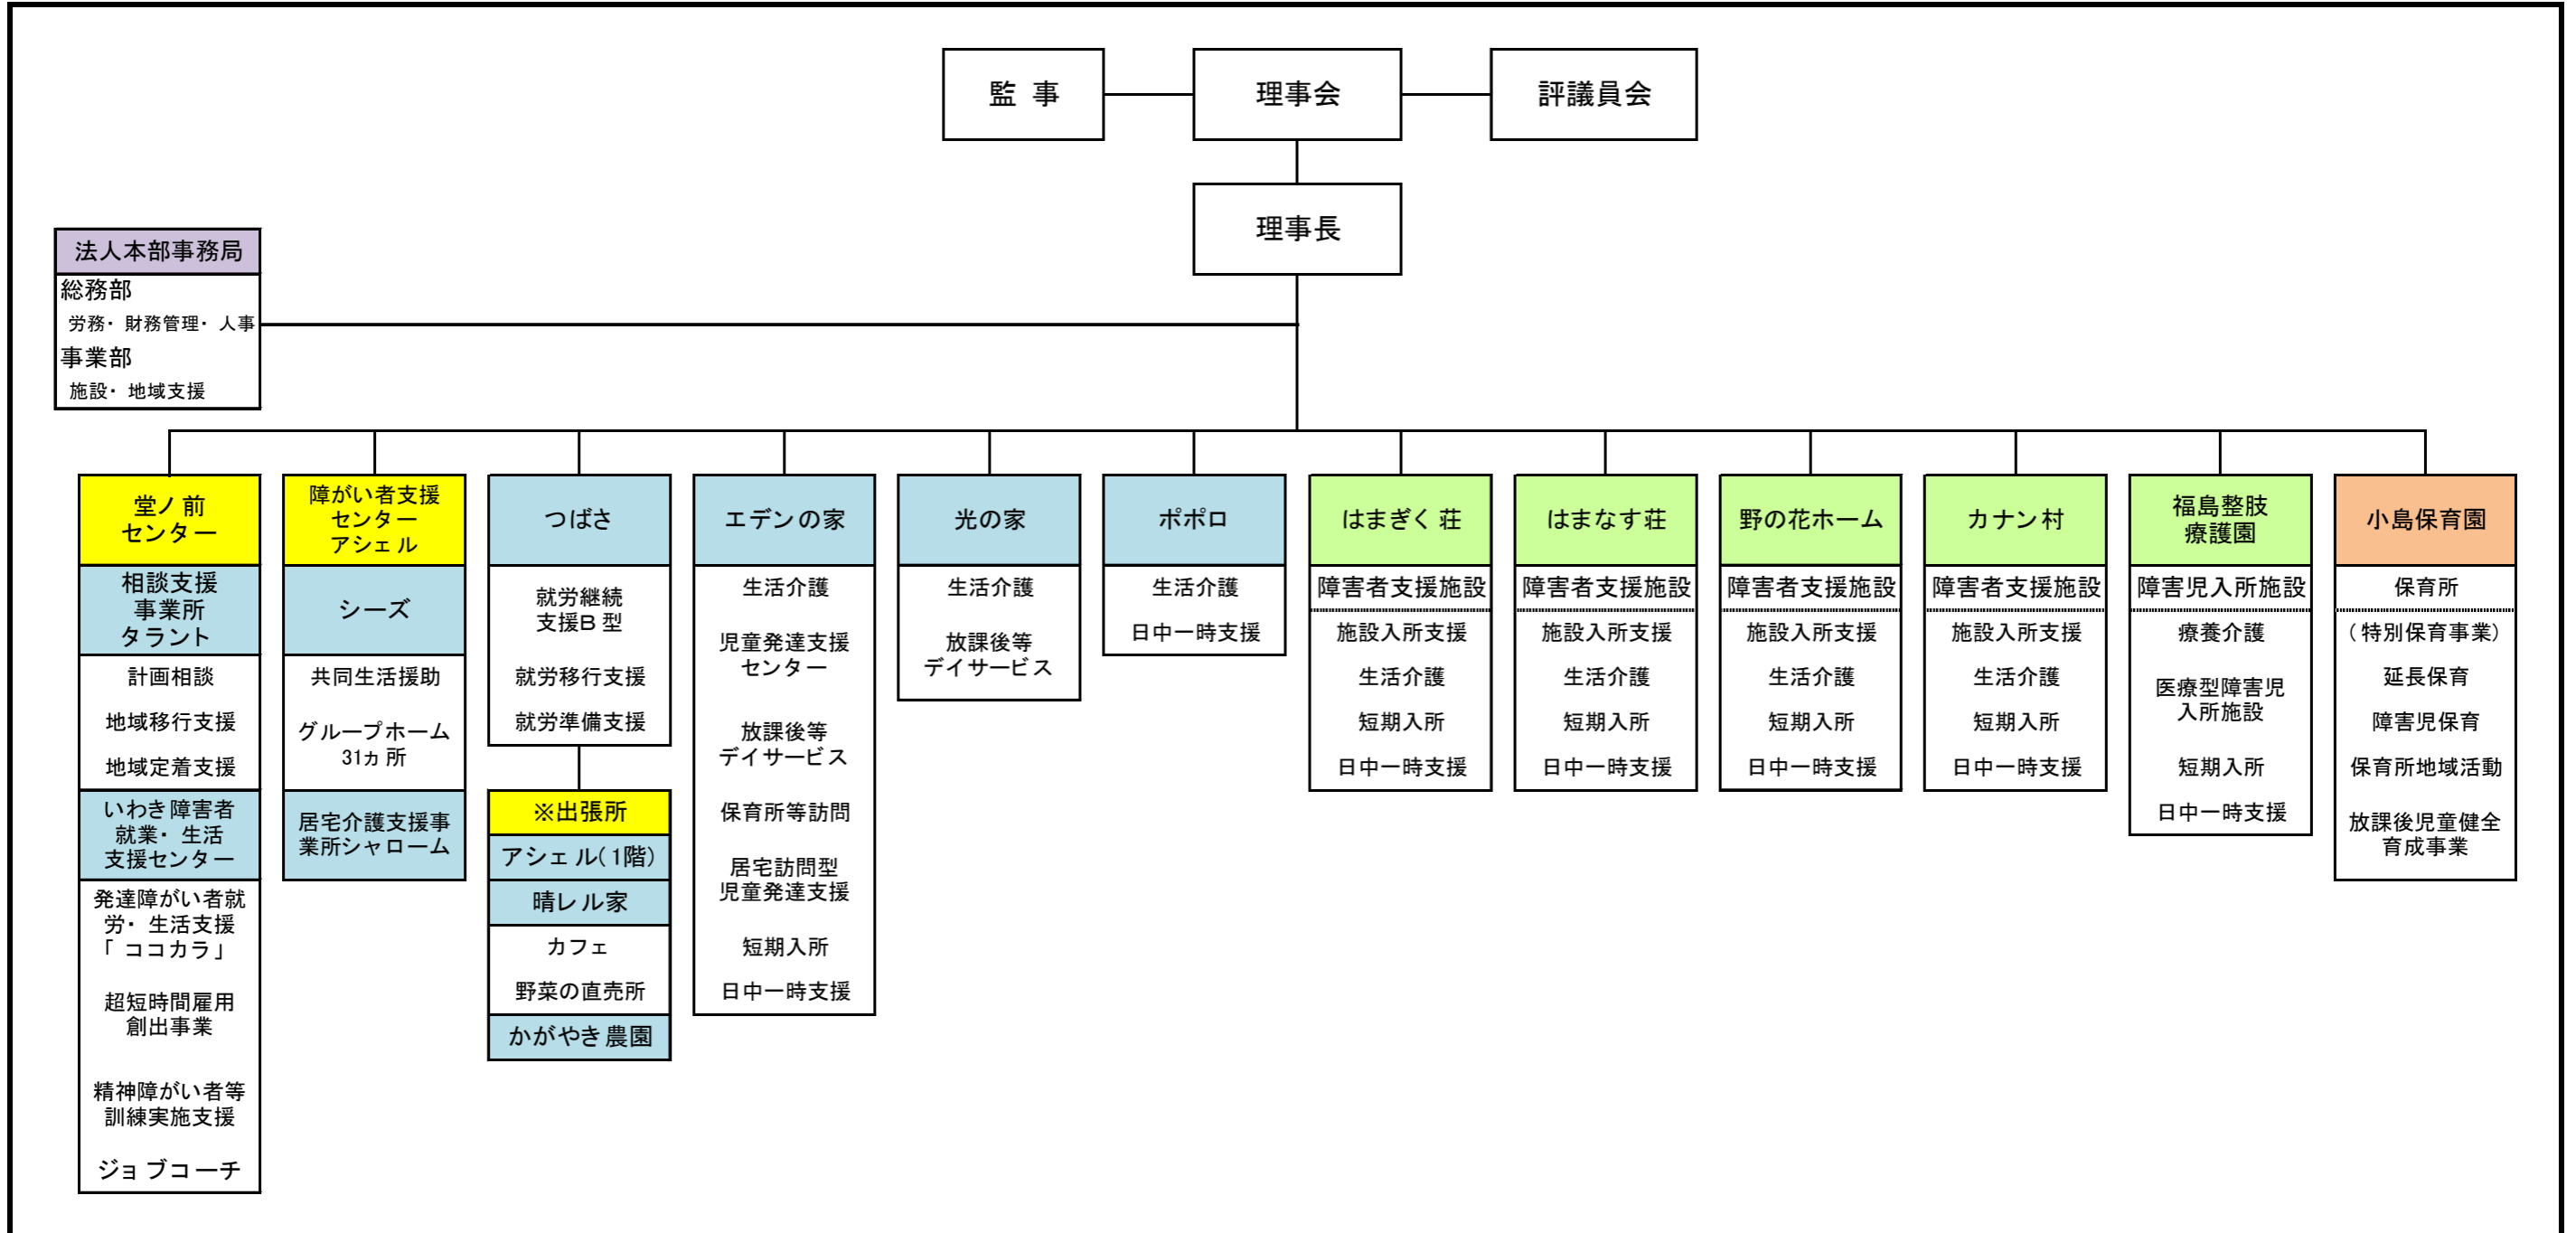 監事
理事会
評議員会
理事長
法人本部事務局
総務部
労務・財務管理・人事
事業部
施設・地域支援
堂ノ前
センター
相談支援
事業所
タラント
計画相談
地域移行支援
地域定着支援
いわき障害者
就業・生活
支援センター
発達障がい者就
労・生活支援
「ココカラ」
超短時間雇用
創出事業
精神障がい者等
訓練実施支援
ジョブコーチ
障がい者支援
センター
アシェル
シーズ
共同生活援助
グループホーム
31ヵ所
居宅介護支援事
業所シャローム
つばさ
就労継続
支援B型
就労移行支援
就労準備支援
※出張所
アシェル(1階)
晴レル家
カフェ
野菜の直売所
かがやき農園
エデンの家
生活介護
児童発達支援
センター
放課後等
デイサービス
保育所等訪問
居宅訪問型
児童発達支援
短期入所
日中一時支援
光の家
生活介護
放課後等
デイサービス
ポポロ
生活介護
日中一時支援
はまぎく荘
障害者支援施設
施設入所支援
生活介護
短期入所
日中一時支援
はまなす荘
障害者支援施設
施設入所支援
生活介護
短期入所
日中一時支援
野の花ホーム
障害者支援施設
施設入所支援
生活介護
短期入所
日中一時支援
カナン村
障害者支援施設
施設入所支援
生活介護
短期入所
日中一時支援
福島整肢
療護園
障害児入所施設
療養介護
医療型障害児
入所施設
短期入所
日中一時支援
小島保育園
保育所
(特別保育事業)
延長保育
障害児保育
保育所地域活動
放課後児童健全
育成事業